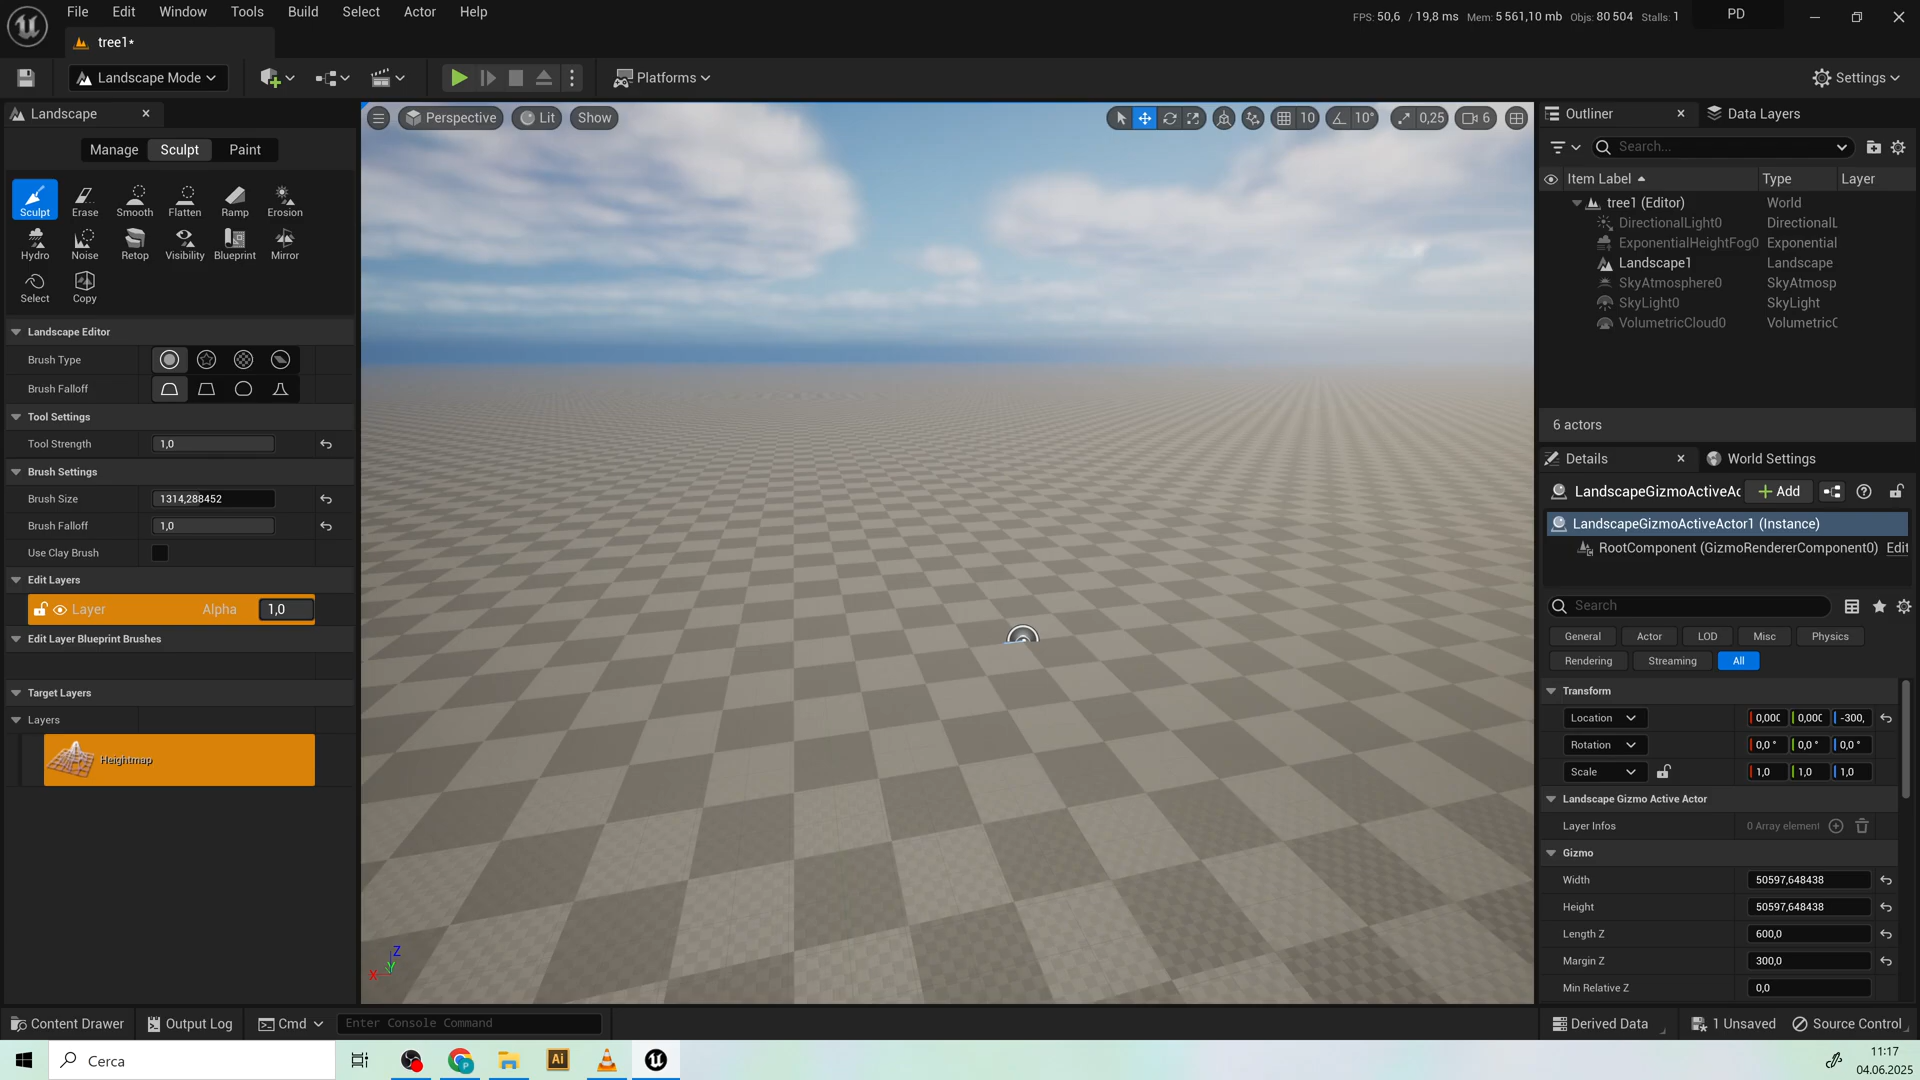 File Edit Window Tools Build Select Actor Help
FPS: 50,6 / 19,8 ms Mem: 5 561,10 mb Objs: 80 504 Stalls: 1
PD
tree1*
Landscape Mode
Platforms
Settings
Landscape
Manage Sculpt Paint
Sculpt Erase Smooth Flatten Ramp Erosion
Hydro Noise Retop Visibility Blueprint Mirror
Select Copy
Landscape Editor
Brush Type
Brush Falloff
Tool Settings
Tool Strength 1,0
Brush Settings
Brush Size 1314,288452
Brush Falloff 1,0
Use Clay Brush
Edit Layers
Layer Alpha 1,0
Edit Layer Blueprint Brushes
Target Layers
Layers
Heightmap
Perspective Lit Show
10 10° 0,25 6
Z
Y
X
Outliner Data Layers
Search...
Item Label Type Layer
tree1 (Editor) World
DirectionalLight0 DirectionalL
ExponentialHeightFog0 Exponential
Landscape1 Landscape
SkyAtmosphere0 SkyAtmosp
SkyLight0 SkyLight
VolumetricCloud0 VolumetricC
6 actors
Details World Settings
LandscapeGizmoActiveAc Add
LandscapeGizmoActiveActor1 (Instance)
RootComponent (GizmoRendererComponent0) Edit
Search
General Actor LOD Misc Physics
Rendering Streaming All
Transform
Location 0,000 0,000 -300,
Rotation 0,0 ° 0,0 ° 0,0 °
Scale 1,0 1,0 1,0
Landscape Gizmo Active Actor
Layer Infos 0 Array element
Gizmo
Width 50597,648438
Height 50597,648438
Length Z 600,0
Margin Z 300,0
Min Relative Z 0,0
Content Drawer Output Log Cmd Enter Console Command
Derived Data 1 Unsaved Source Control
Cerca
Ai
11:17
04.06.2025